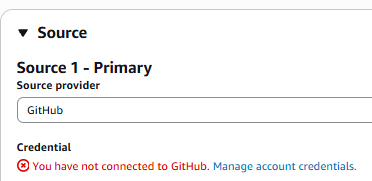 Source
Source 1 - Primary
Source provider
GitHub
Credential
You have not connected to GitHub. Manage account credentials.